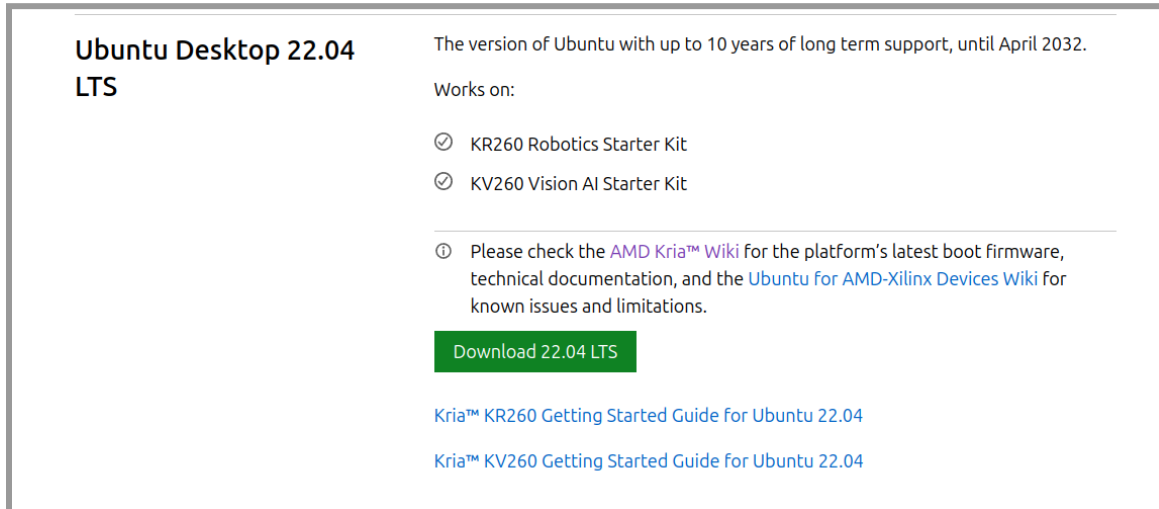 Ubuntu Desktop 22.04
LTS
The version of Ubuntu with up to 10 years of long term support, until April 2032.
Works on:
KR260 Robotics Starter Kit
KV260 Vision AI Starter Kit
Please check the AMD Kria™ Wiki for the platform’s latest boot firmware,
technical documentation, and the Ubuntu for AMD-Xilinx Devices Wiki for
known issues and limitations.
Download 22.04 LTS
Kria™ KR260 Getting Started Guide for Ubuntu 22.04
Kria™ KV260 Getting Started Guide for Ubuntu 22.04